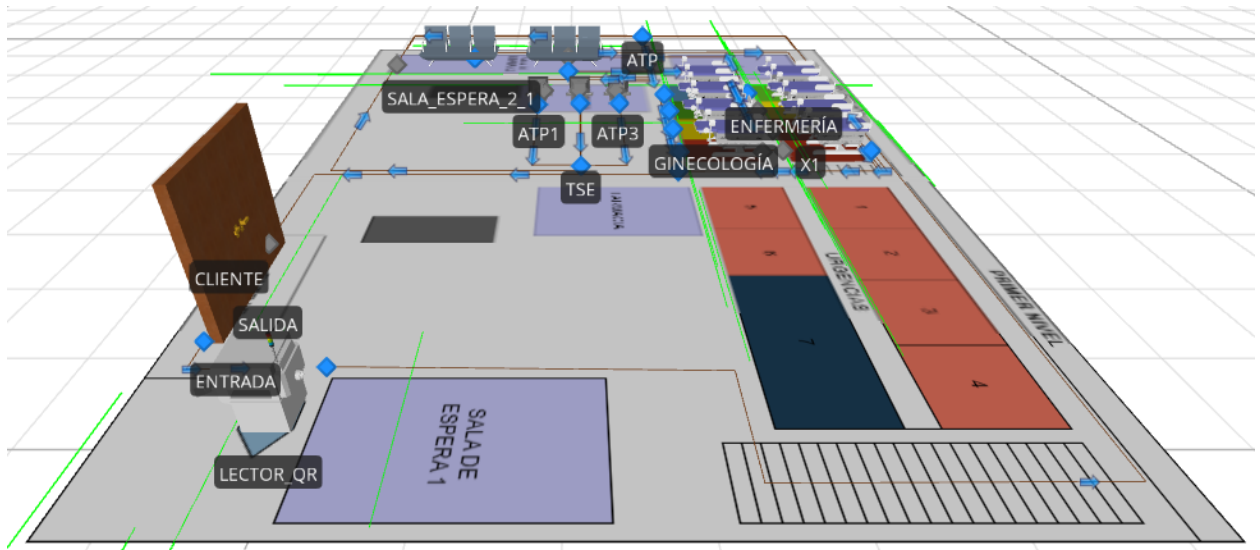 ATP
SALA_ESPERA_2_1
ATP1
ATP3
ENFERMERÍA
GINECOLOGÍA
X1
TSE
CLIENTE
SALIDA
ENTRADA
LECTOR_QR
SALA DE
ESPERA 1
URGENCIAS
PRIMER NIVEL
1
2
3
4
5
6
7